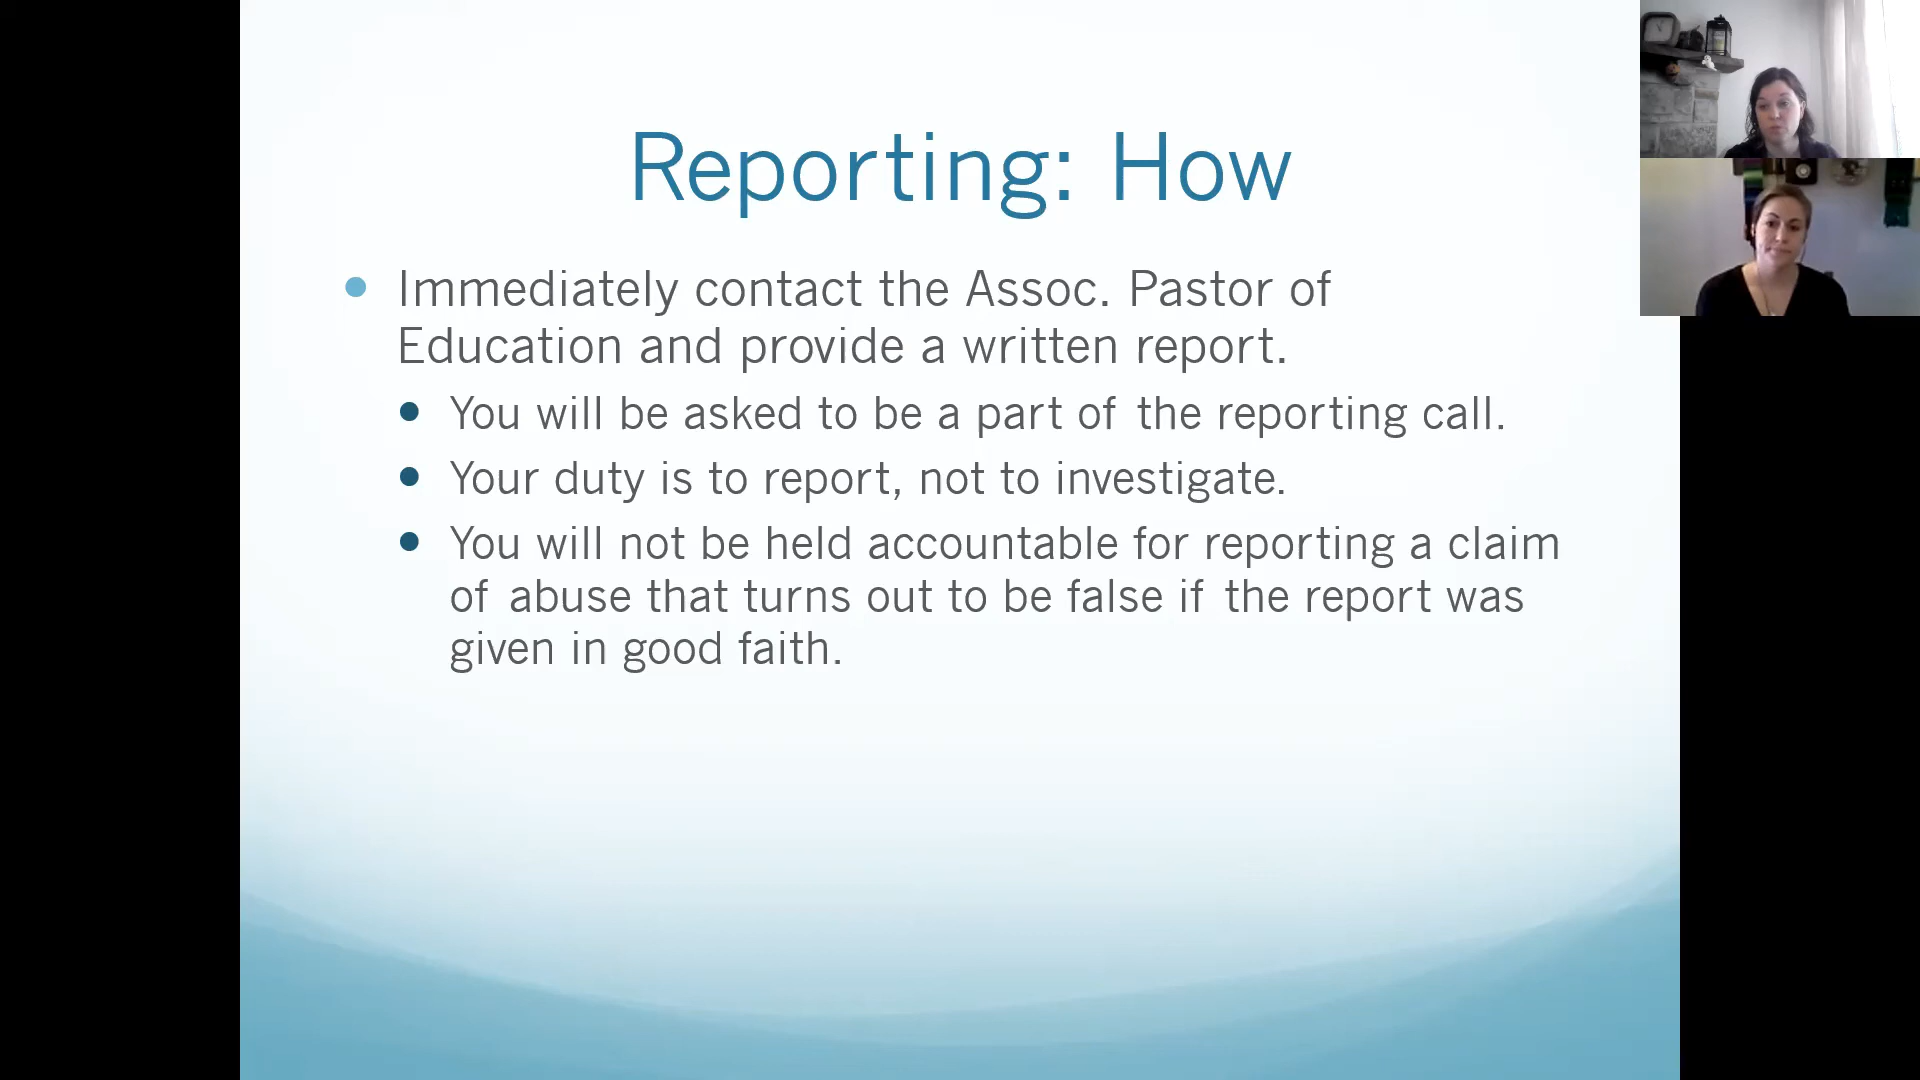 Reporting: How
Immediately contact the Assoc. Pastor of
Education and provide a written report.
You will be asked to be a part of the reporting call.
Your duty is to report, not to investigate.
You will not be held accountable for reporting a claim
of abuse that turns out to be false if the report was
given in good faith.